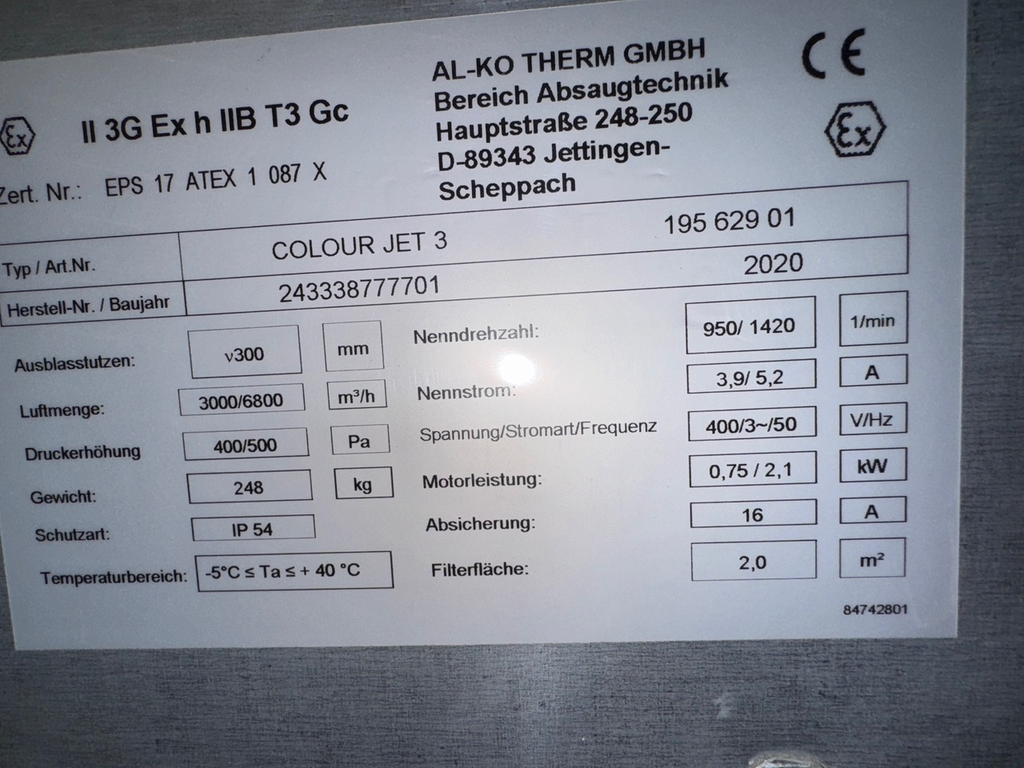 Ex II 3G Ex h IIB T3 Gc
Zert. Nr.: EPS 17 ATEX 1 087 X
AL-KO THERM GMBH
Bereich Absaugtechnik
Hauptstraße 248-250
D-89343 Jettingen-
Scheppach
CE
Ex
Typ / Art.Nr. COLOUR JET 3 195 629 01
Herstell-Nr. / Baujahr 243338777701 2020
Ausblasstutzen: ν300 mm
Luftmenge: 3000/6800 m³/h
Druckerhöhung 400/500 Pa
Gewicht: 248 kg
Schutzart: IP 54
Temperaturbereich: -5°C ≤ Ta ≤ + 40 °C
Nenndrehzahl: 950/ 1420 1/min
Nennstrom: 3,9/ 5,2 A
Spannung/Stromart/Frequenz 400/3~/50 V/Hz
Motorleistung: 0,75 / 2,1 kW
Absicherung: 16 A
Filterfläche: 2,0 m²
84742801